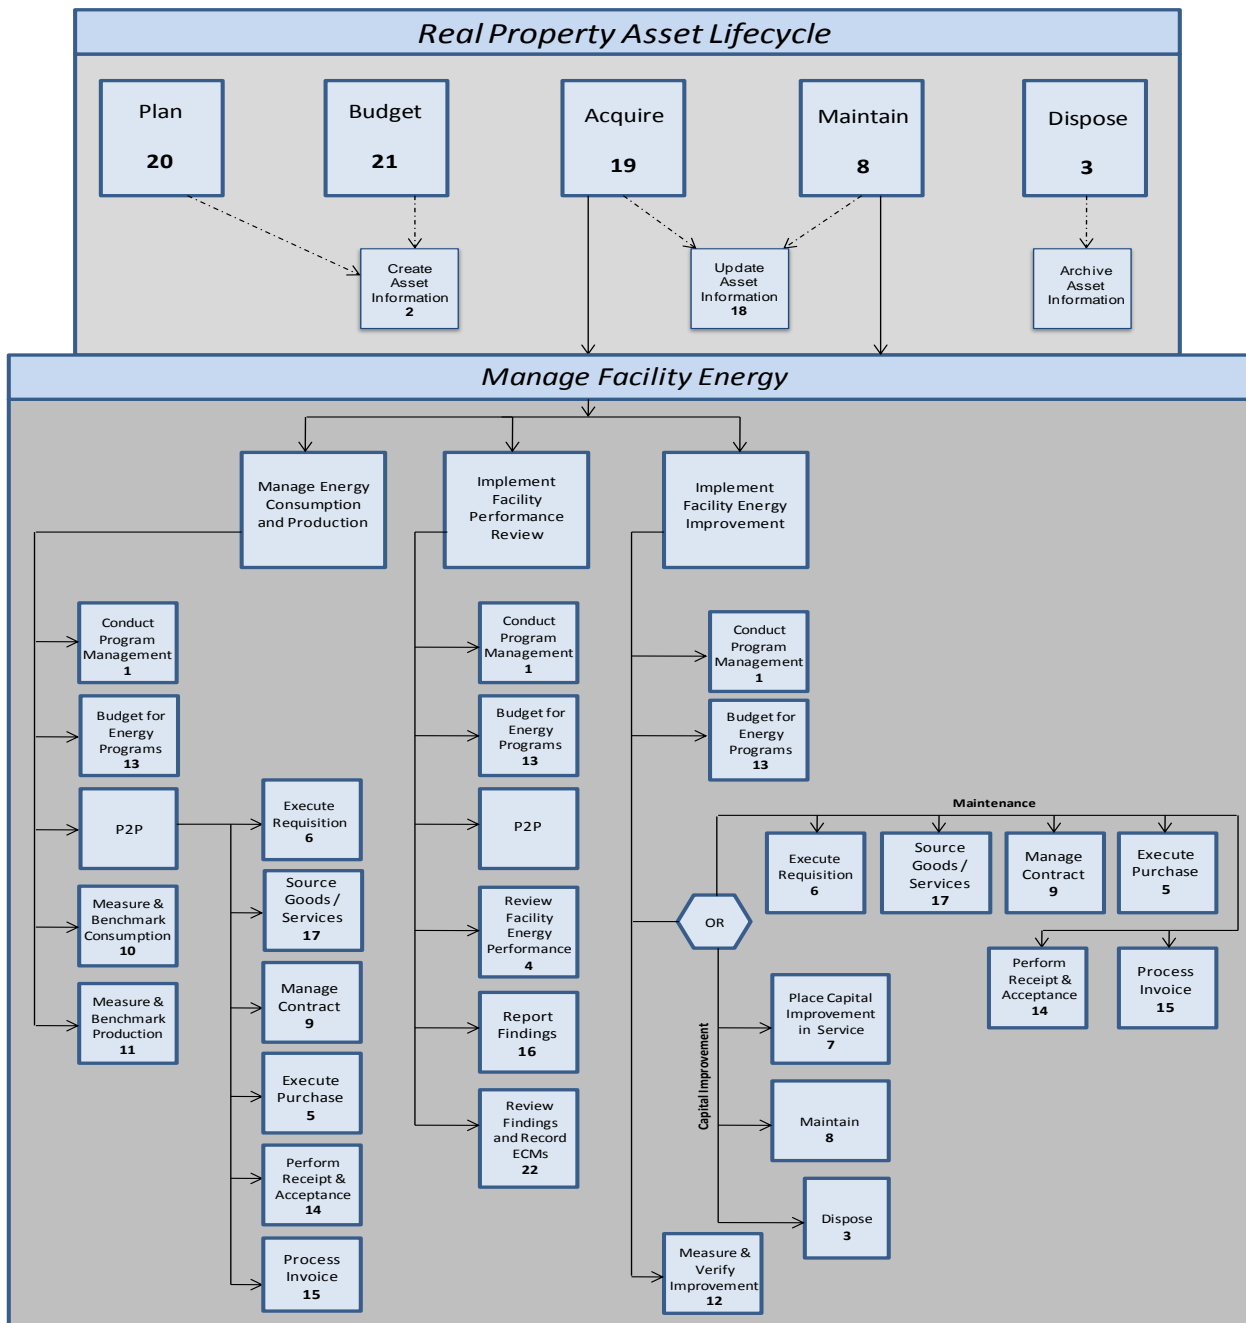 Real Property Asset Lifecycle
Plan
20
Budget
21
Acquire
19
Maintain
8
Dispose
3
Create
Asset
Information
2
Update
Asset
Information
18
Archive
Asset
Information
Manage Facility Energy
Manage Energy
Consumption
and Production
Implement
Facility
Performance
Review
Implement
Facility Energy
Improvement
Conduct
Program
Management
1
Budget for
Energy
Programs
13
P2P
Measure &
Benchmark
Consumption
10
Measure &
Benchmark
Production
11
Execute
Requisition
6
Source
Goods /
Services
17
Manage
Contract
9
Execute
Purchase
5
Perform
Receipt &
Acceptance
14
Process
Invoice
15
Conduct
Program
Management
1
Budget for
Energy
Programs
13
P2P
Review
Facility
Energy
Performance
4
Report
Findings
16
Review
Findings
and Record
ECMs
22
Conduct
Program
Management
1
Budget for
Energy
Programs
13
OR
Maintenance
Execute
Requisition
6
Source
Goods /
Services
17
Manage
Contract
9
Execute
Purchase
5
Perform
Receipt &
Acceptance
14
Process
Invoice
15
Capital Improvement
Place Capital
Improvement
in Service
7
Maintain
8
Dispose
3
Measure &
Verify
Improvement
12